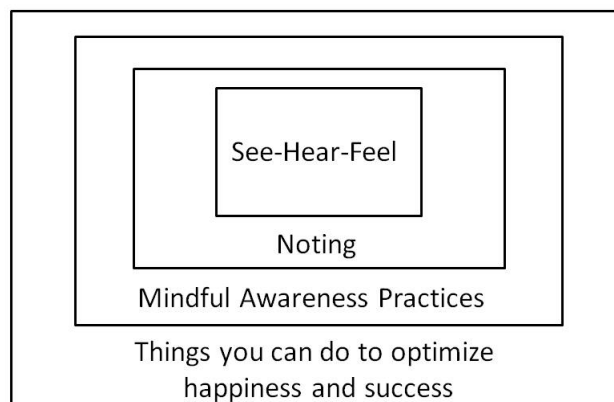 See-Hear-Feel
Noting
Mindful Awareness Practices
Things you can do to optimize
happiness and success